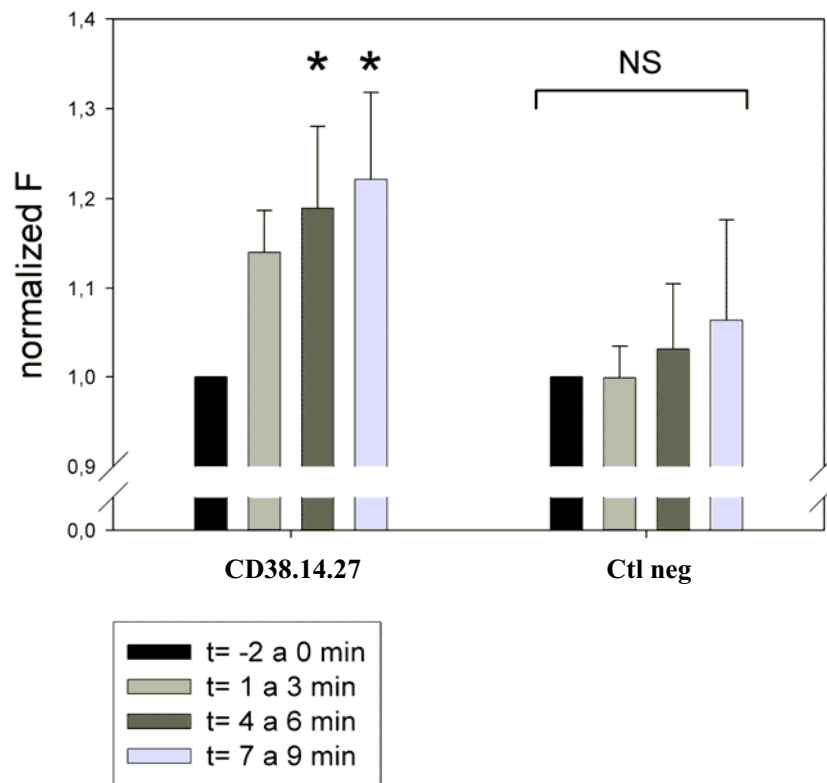 1,4
* *
NS
1,3
1,2
normalized F
1,1
1,0
0,9
0,0
CD38.14.27 Ctl neg
t= -2 a 0 min
t= 1 a 3 min
t= 4 a 6 min
t= 7 a 9 min